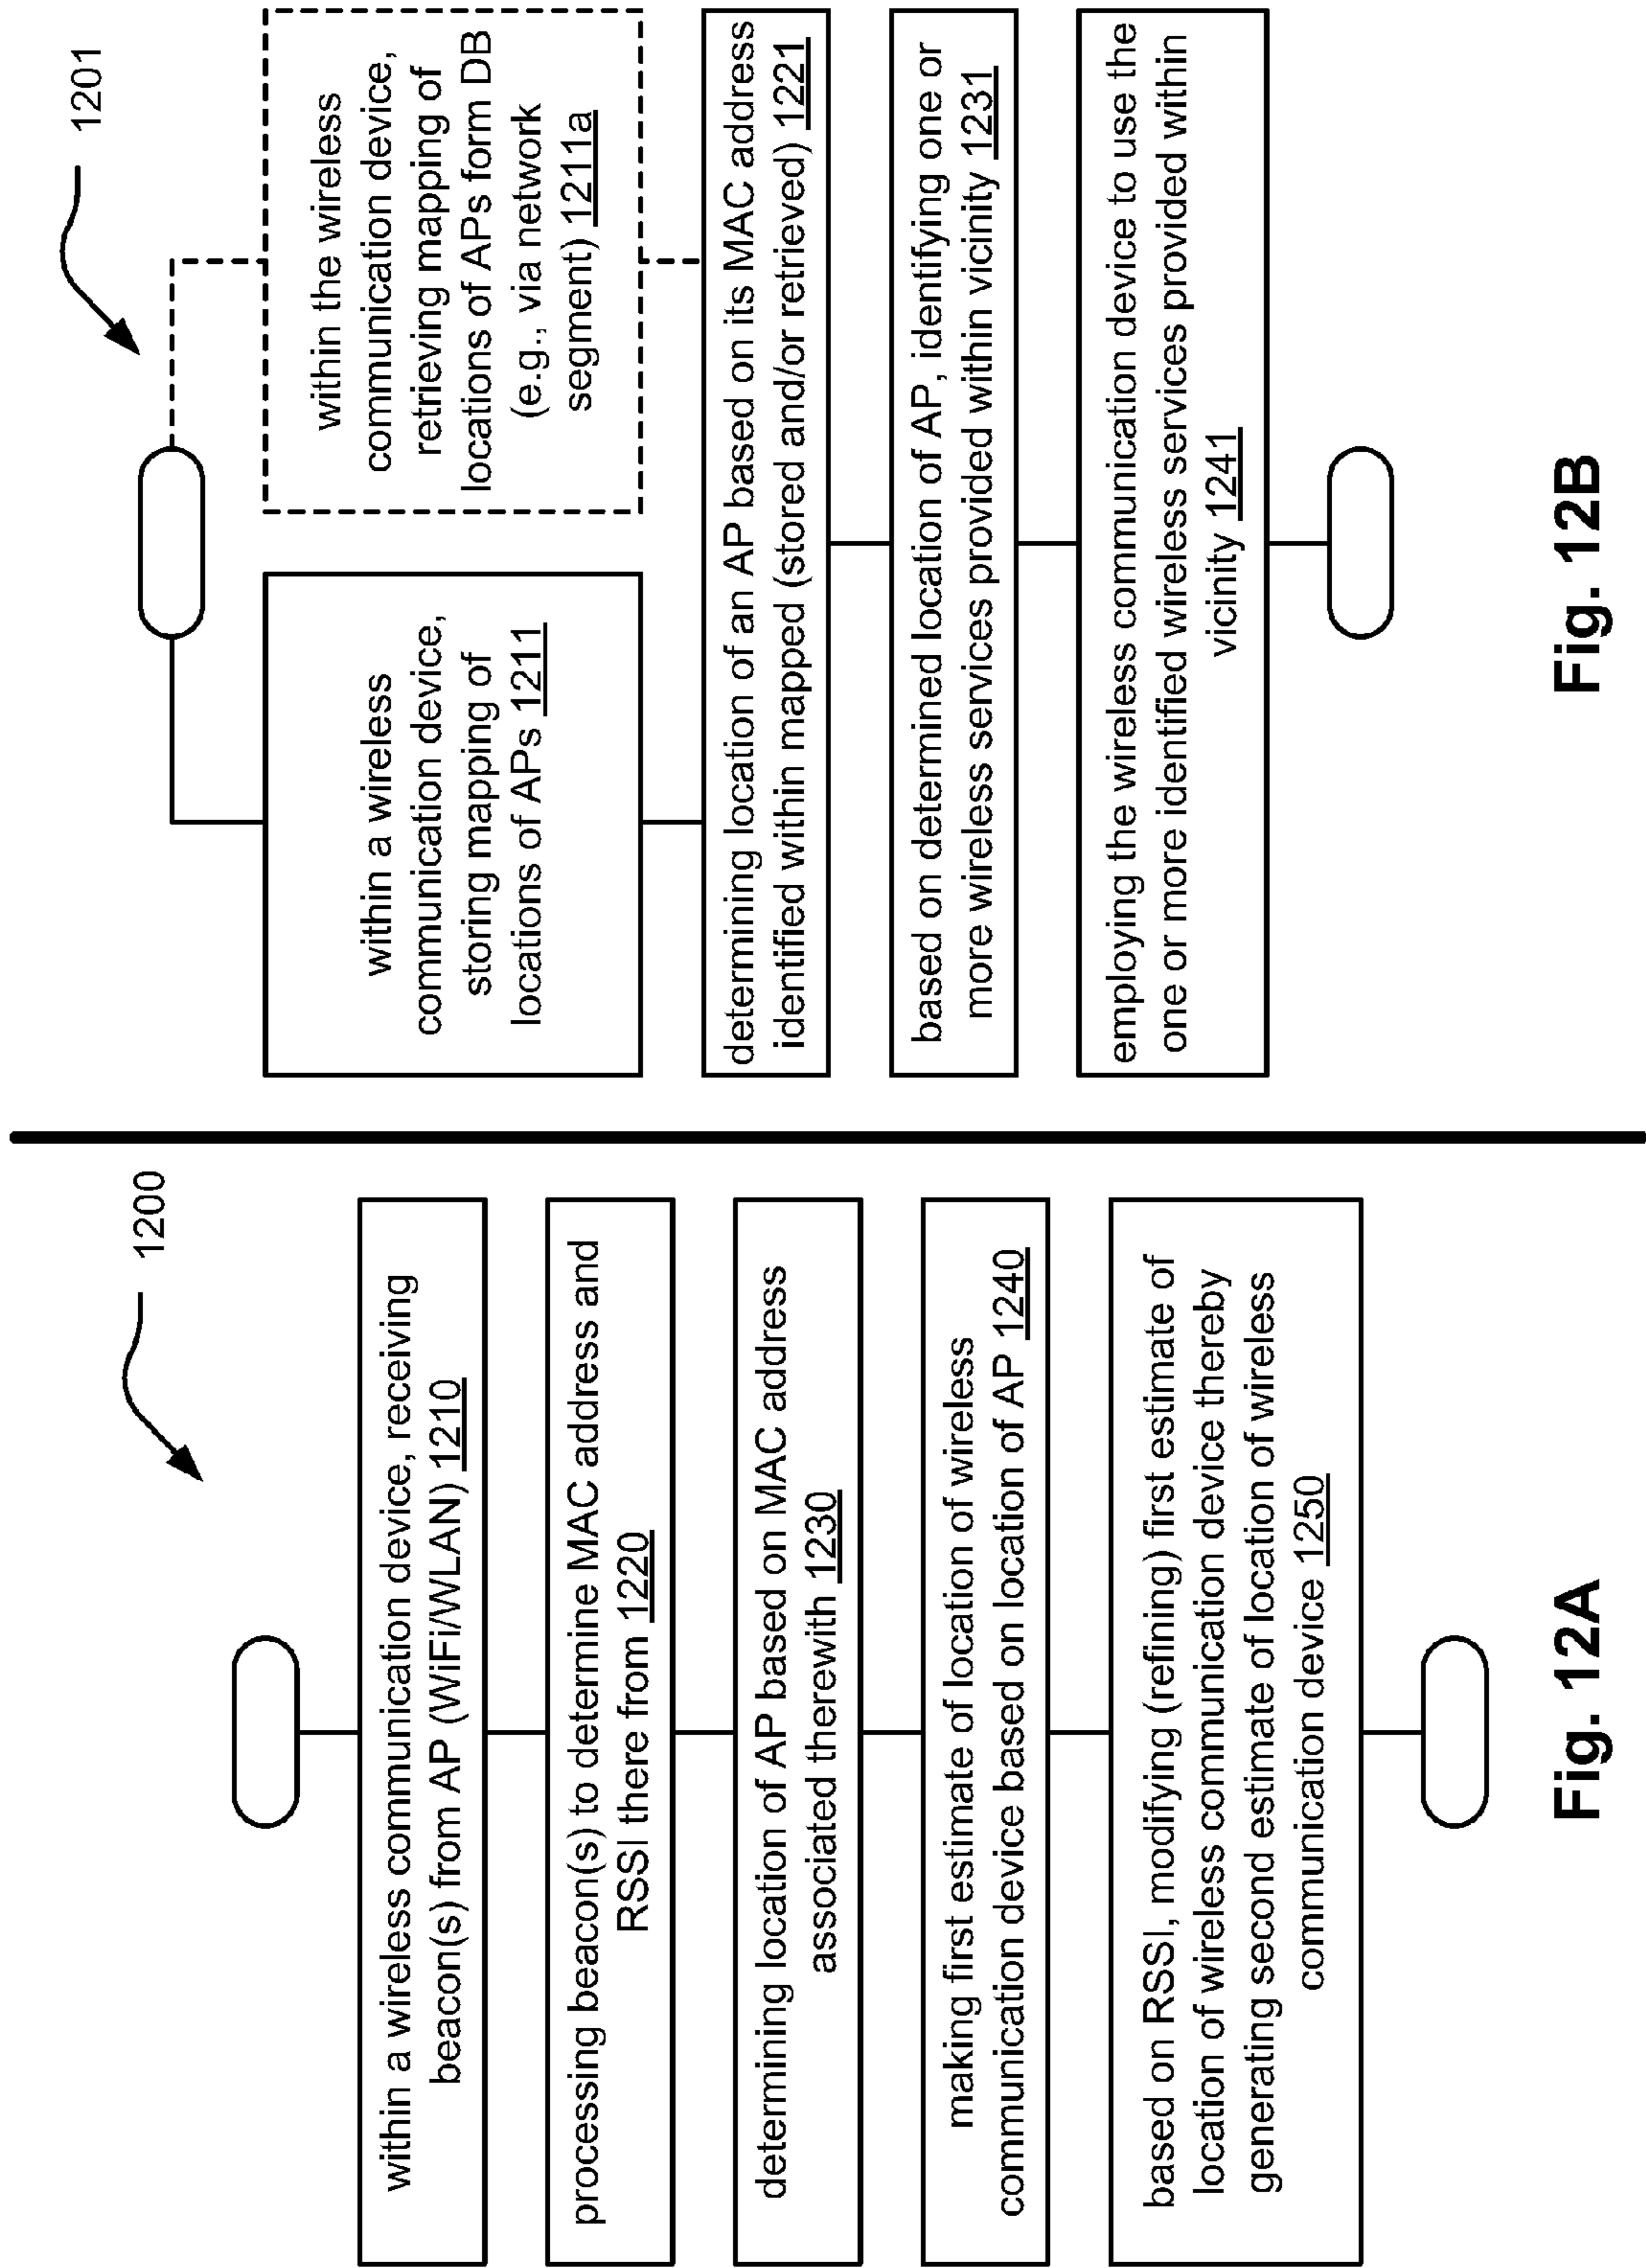 1200
within a wireless communication device, receiving
beacon(s) from AP (WiFi/WLAN) 1210
processing beacon(s) to determine MAC address and
RSSI there from 1220
determining location of AP based on MAC address
associated therewith 1230
making first estimate of location of wireless
communication device based on location of AP 1240
based on RSSI, modifying (refining) first estimate of
location of wireless communication device thereby
generating second estimate of location of wireless
communication device 1250
Fig. 12A
1201
within a wireless
communication device,
storing mapping of
locations of APs 1211
within the wireless
communication device,
retrieving mapping of
locations of APs form DB
(e.g., via network
segment) 1211a
determining location of an AP based on its MAC address
identified within mapped (stored and/or retrieved) 1221
based on determined location of AP, identifying one or
more wireless services provided within vicinity 1231
employing the wireless communication device to use the
one or more identified wireless services provided within
vicinity 1241
Fig. 12B